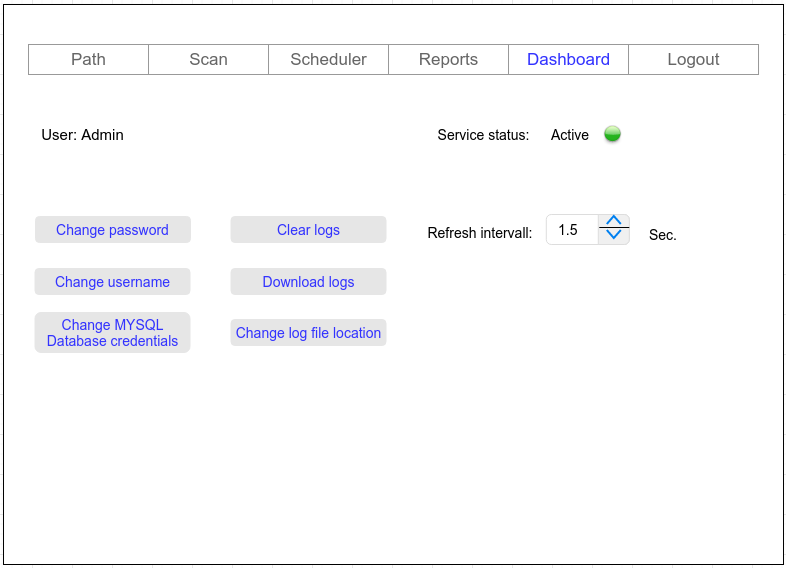 Path Scan Scheduler Reports Dashboard Logout
User: Admin
Service status: Active
Change password
Clear logs
Refresh intervall: 1.5 Sec.
Change username
Download logs
Change MYSQL
Database credentials
Change log file location